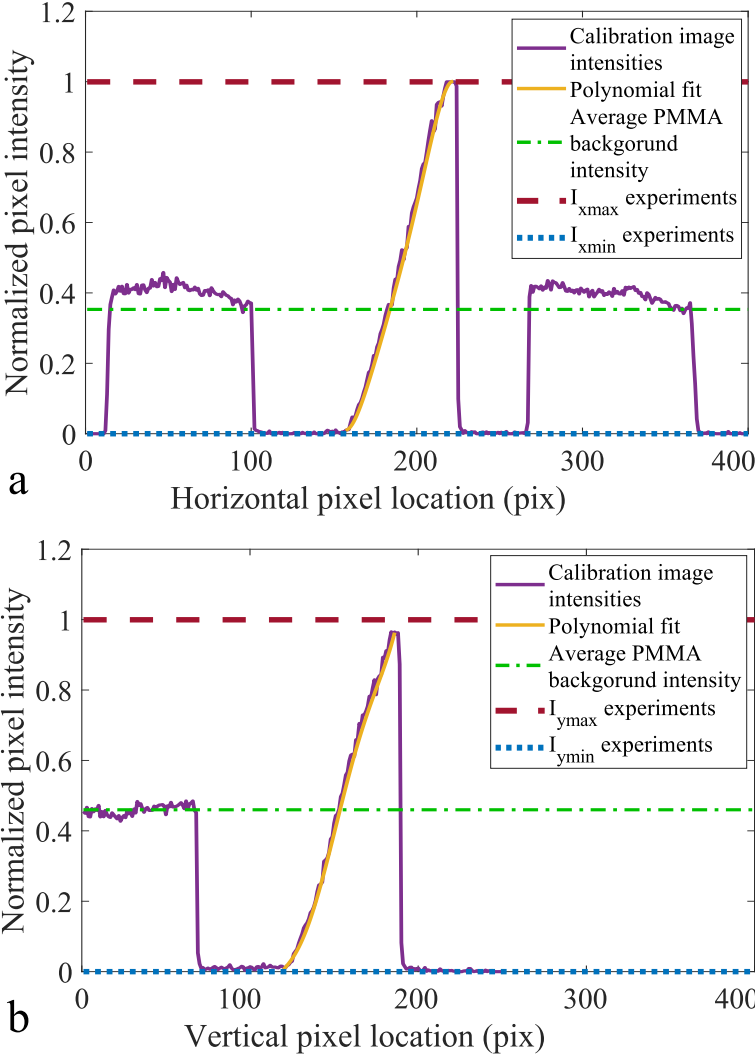 1.2
1
0.8
0.6
0.4
0.2
0
Normalized pixel intensity
Calibration image
intensities
Polynomial fit
Average PMMA
backgorund
intensity
Ixmax experiments
Ixmin experiments
0 100 200 300 400
Horizontal pixel location (pix)
a
1.2
1
0.8
0.6
0.4
0.2
0
Normalized pixel intensity
Calibration image
intensities
Polynomial fit
Average PMMA
backgorund intensity
Iymax experiments
Iymin experiments
0 100 200 300 400
Vertical pixel location (pix)
b